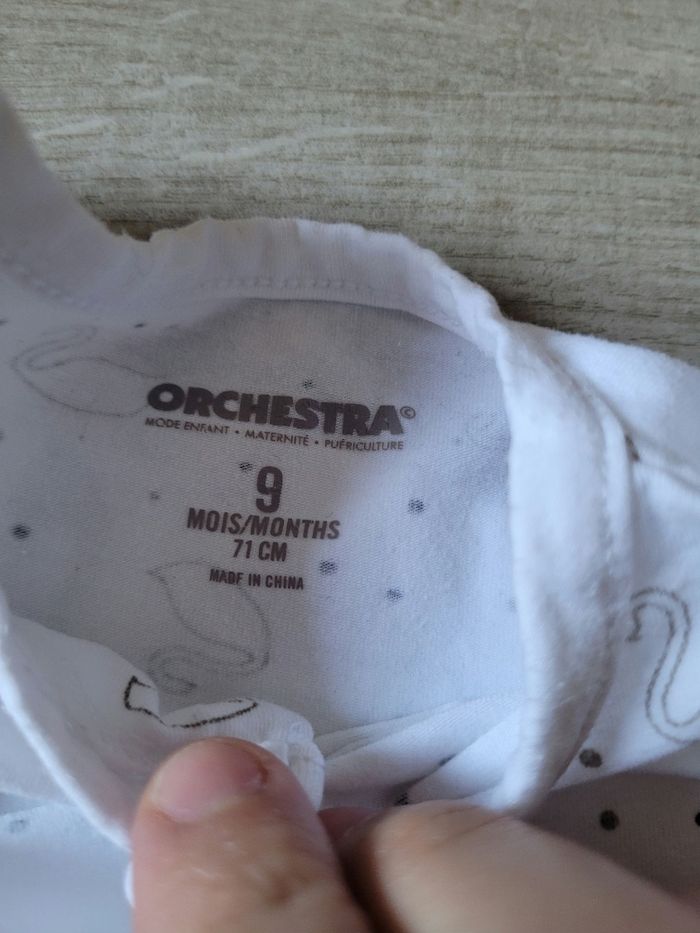 ORCHESTRA©
MODE ENFANT • MATERNITÉ • PUÉRICULTURE
9
MOIS/MONTHS
71 CM
MADE IN CHINA